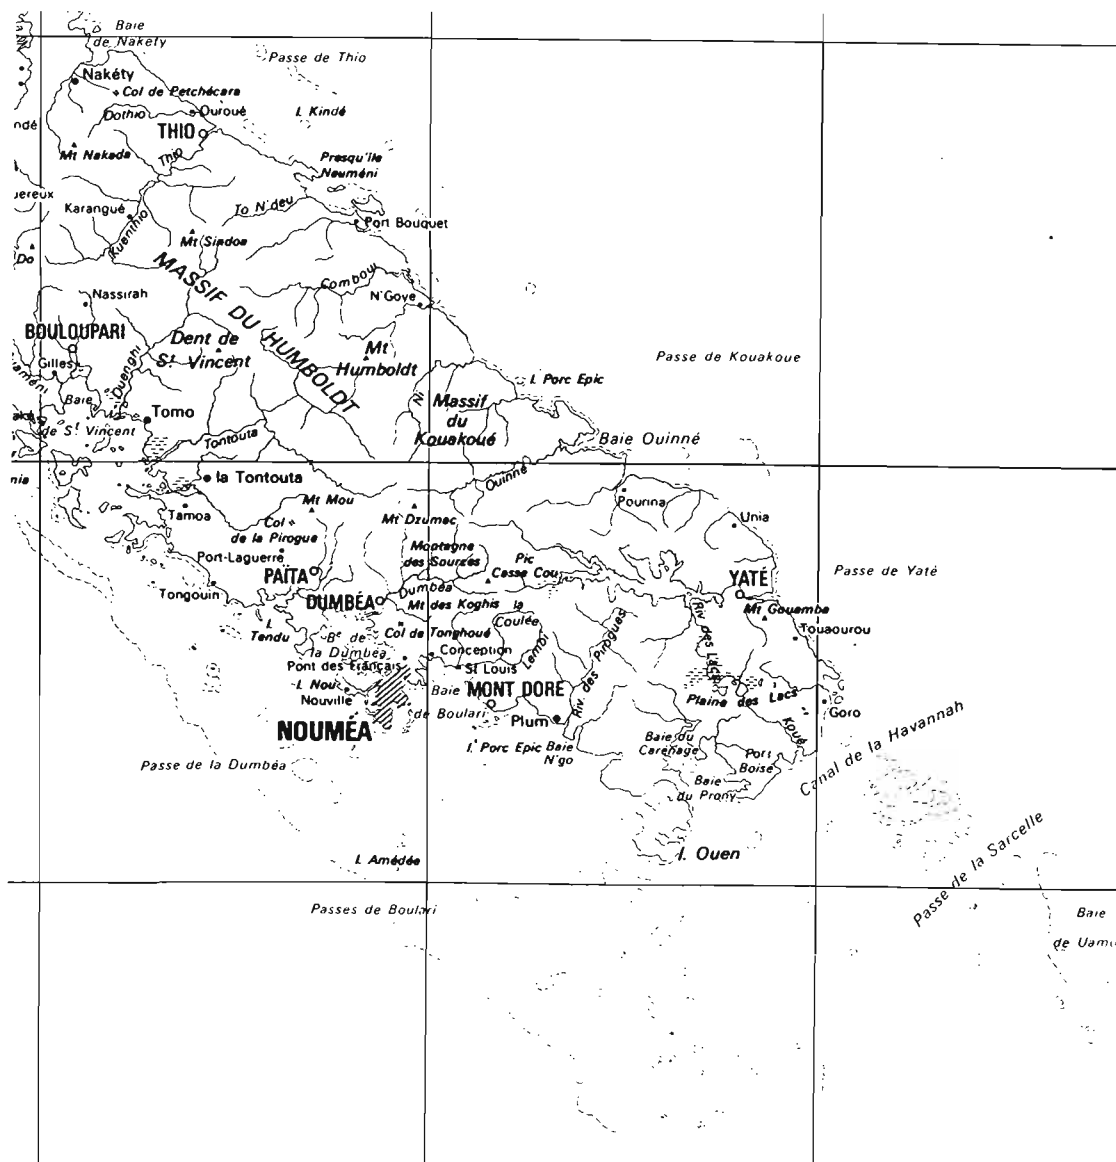 Baie
de Nakéty
Passe de Thio
Nakéty
Col de Petchécara
Dothio
Ouroué
I. Kindé
THIO
Mt Nakada
Thio
Presqu'île
Neuméni
Karangué
Kuenthio
To N'deu
Port Bouquet
Mt Sindoa
Do
MASSIF DU HUMBOLDT
Comboui
N'Goye
Nassirah
BOULOUPARI
Dent de
St Vincent
Mt
Humboldt
Passe de Kouakoue
Gilles
Ouenghi
I. Porc Epic
Ni
Massif
du
Kouakoué
Baie
de St Vincent
Tomo
Tontouta
Baie Ouinné
la Tontouta
Ouinné
Mt Mou
Pourina
Tamoa
Col
de la Pirogue
Mt Dzumac
Unia
Montagne
des Sources
Pic
Casse Cou
Port-Laguerre
PAÏTA
Passe de Yaté
Tongouin
DUMBÉA
Dumbéa
YATÉ
Mt des Koghis
la
Coulée
Mt Gouemba
I.
Tendu
Be de
la Dumbéa
Col de Tonghoué
Touaourou
Conception
Lembi
Riv. des Pirogues
Riv. des Lacs
Pont des Français
St Louis
I. Nou
Nouville
Baie
de Boulari
MONT DORE
Plaine des Lacs
Goro
NOUMÉA
Plum
Koué
Canal de la Havannah
I. Porc Epic
Baie
N'go
Baie du
Carénage
Port
Boisé
Passe de la Dumbéa
Baie
du Prony
I. Ouen
I. Amédée
Passe de la Sarcelle
Passes de Boulari
Baie
de